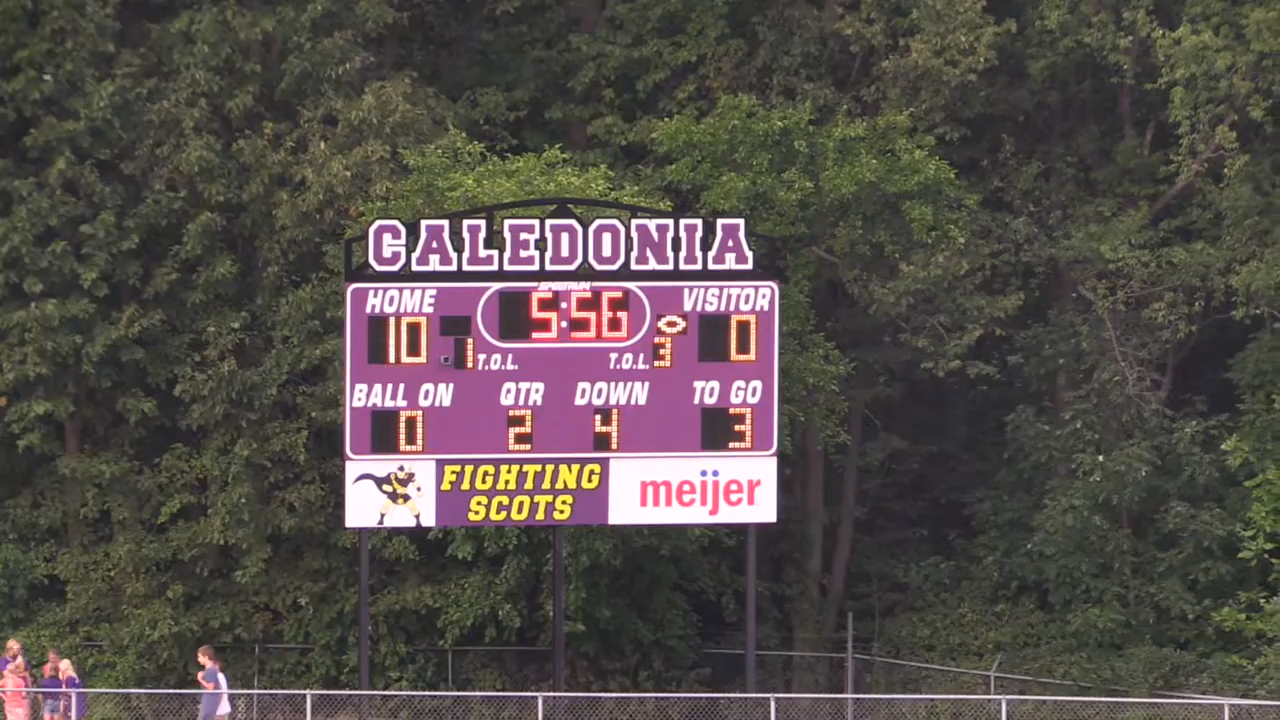 CALEDONIA
SPECTRUM
HOME 5:56 VISITOR
10 0
1 T.O.L. T.O.L. 3
BALL ON QTR DOWN TO GO
0 2 4 3
FIGHTING
SCOTS
meijer